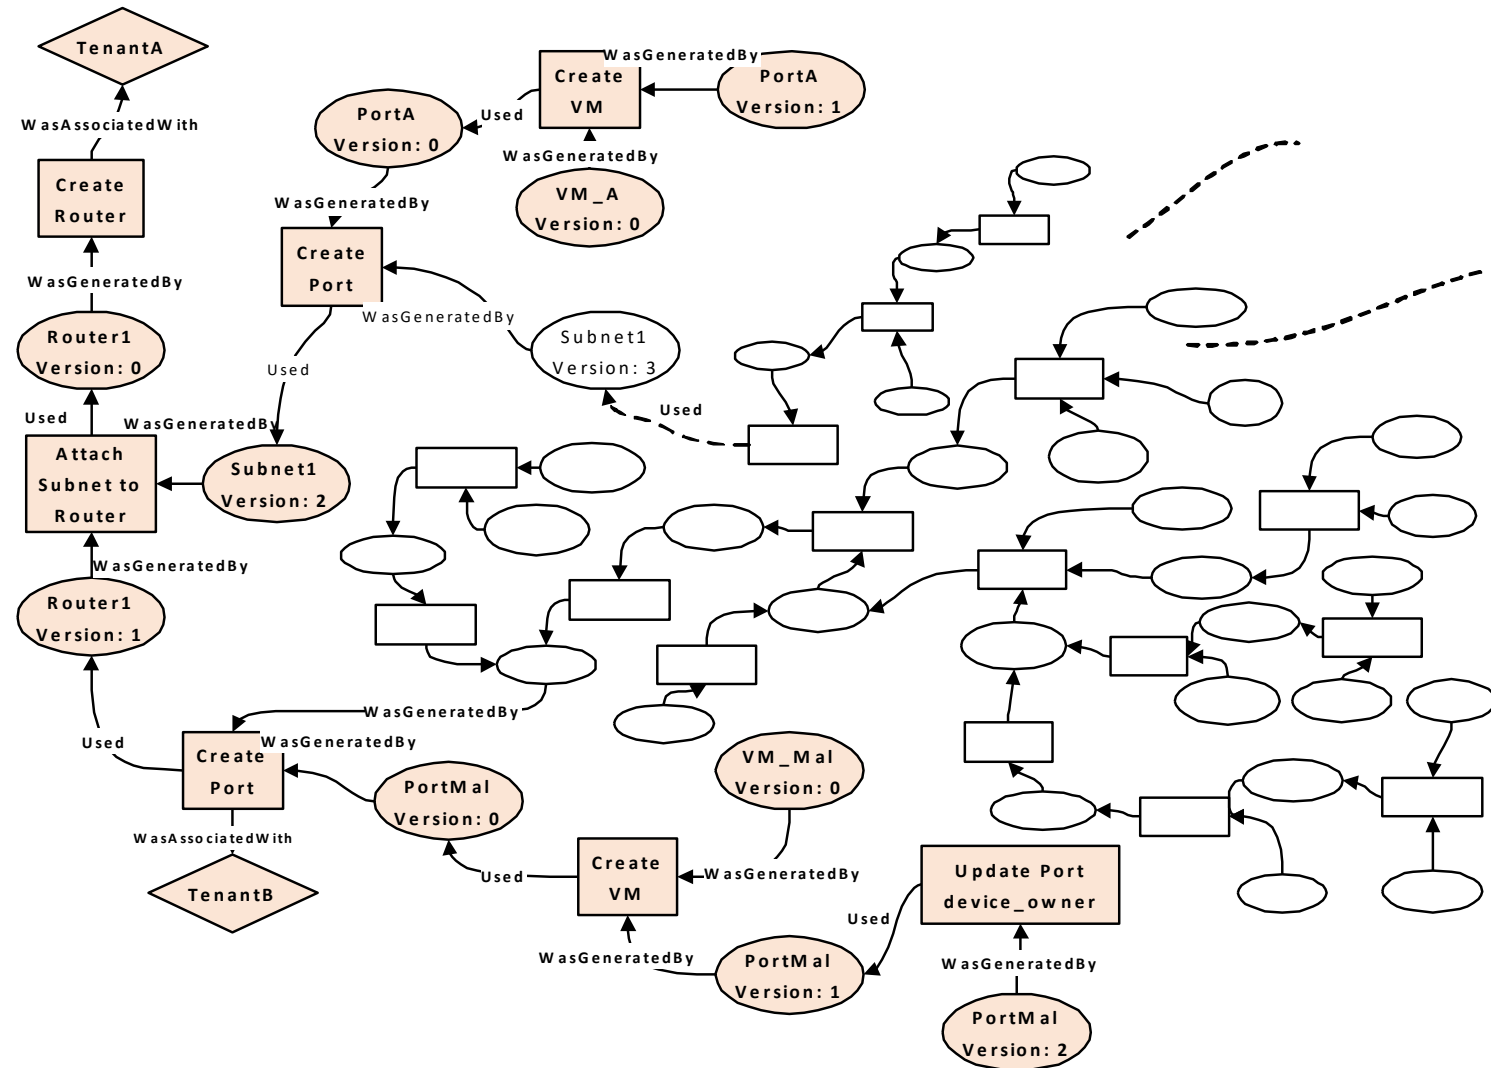 TenantA
WasAssociatedWith
Create
Router
WasGeneratedBy
Router1
Version: 0
Used
Attach
Subnet to
Router
WasGeneratedBy
Router1
Version: 1
Used
WasGeneratedBy
Subnet1
Version: 2
Used
Create
Port
WasGeneratedBy
PortA
Version: 0
Used
Create
VM
WasGeneratedBy
PortA
Version: 1
WasGeneratedBy
VM_A
Version: 0
WasGeneratedBy
Subnet1
Version: 3
Used
WasGeneratedBy
Create
Port
WasGeneratedBy
WasAssociatedWith
TenantB
PortMal
Version: 0
Used
Create
VM
VM_Mal
Version: 0
WasGeneratedBy
WasGeneratedBy
PortMal
Version: 1
Used
Update Port
device_owner
WasGeneratedBy
PortMal
Version: 2